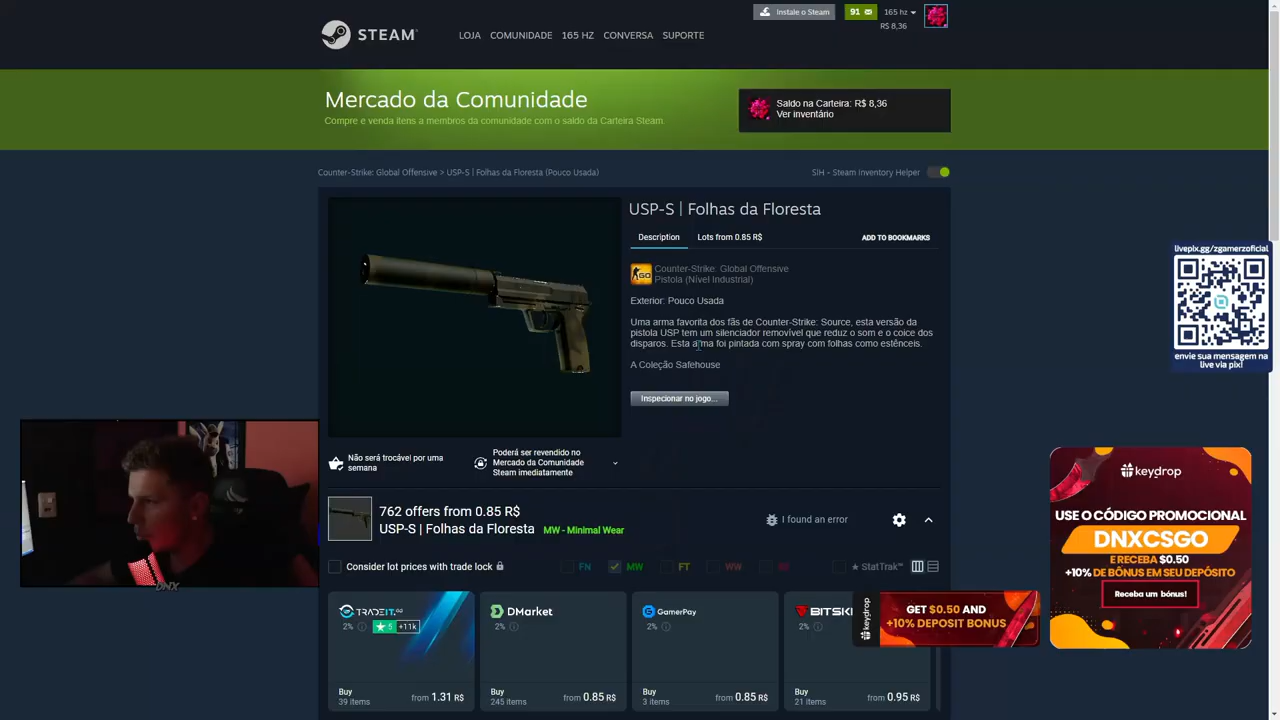 Instale o Steam
91
165 hz
R$ 8,36
STEAM
LOJA COMUNIDADE 165 HZ CONVERSA SUPORTE
Mercado da Comunidade
Compre e venda itens a membros da comunidade com o saldo da Carteira Steam.
Saldo na Carteira: R$ 8,36
Ver inventário
Counter-Strike: Global Offensive > USP-S | Folhas da Floresta (Pouco Usada)
SIH - Steam Inventory Helper
USP-S | Folhas da Floresta
Description
Lots from 0.85 R$
ADD TO BOOKMARKS
Counter-Strike: Global Offensive
Pistola (Nível Industrial)
Exterior: Pouco Usada
Uma arma favorita dos fãs de Counter-Strike: Source, esta versão da
pistola USP tem um silenciador removível que reduz o som e o coice dos
disparos. Esta arma foi pintada com spray com folhas como estênceis.
A Coleção Safehouse
Inspecionar no jogo...
Não será trocável por uma
semana
Poderá ser revendido no
Mercado da Comunidade
Steam imediatamente
762 offers from 0.85 R$
USP-S | Folhas da Floresta MW - Minimal Wear
I found an error
Consider lot prices with trade lock
FN MW FT WW
★ StatTrak™
TRADEIT.GG
2%
★ 5 +11k
Buy
39 items
from 1.31 R$
DMarket
2%
Buy
245 items
from 0.85 R$
GamerPay
2%
Buy
3 items
from 0.85 R$
BITSKI
2%
Buy
21 items
from 0.95 R$
keydrop
GET $0.50 AND
+10% DEPOSIT BONUS
livepix.gg/zgamerzoficial
envie sua mensagem na
live via pix!
keydrop
USE O CÓDIGO PROMOCIONAL
DNXCSGO
E RECEBA $0.50
+10% DE BÔNUS EM SEU DEPÓSITO
Receba um bónus!
DNX